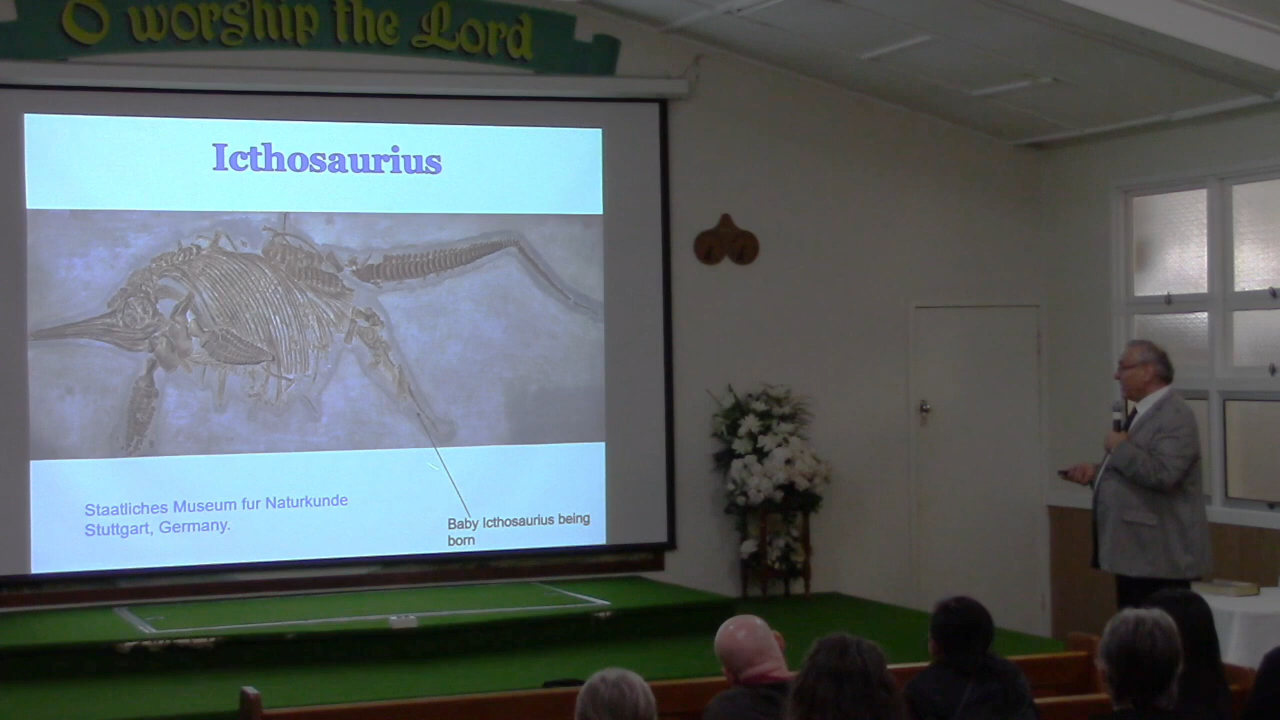 O worship the Lord
Icthosaurius
Staatliches Museum fur Naturkunde
Stuttgart, Germany.
Baby Icthosaurius being
born